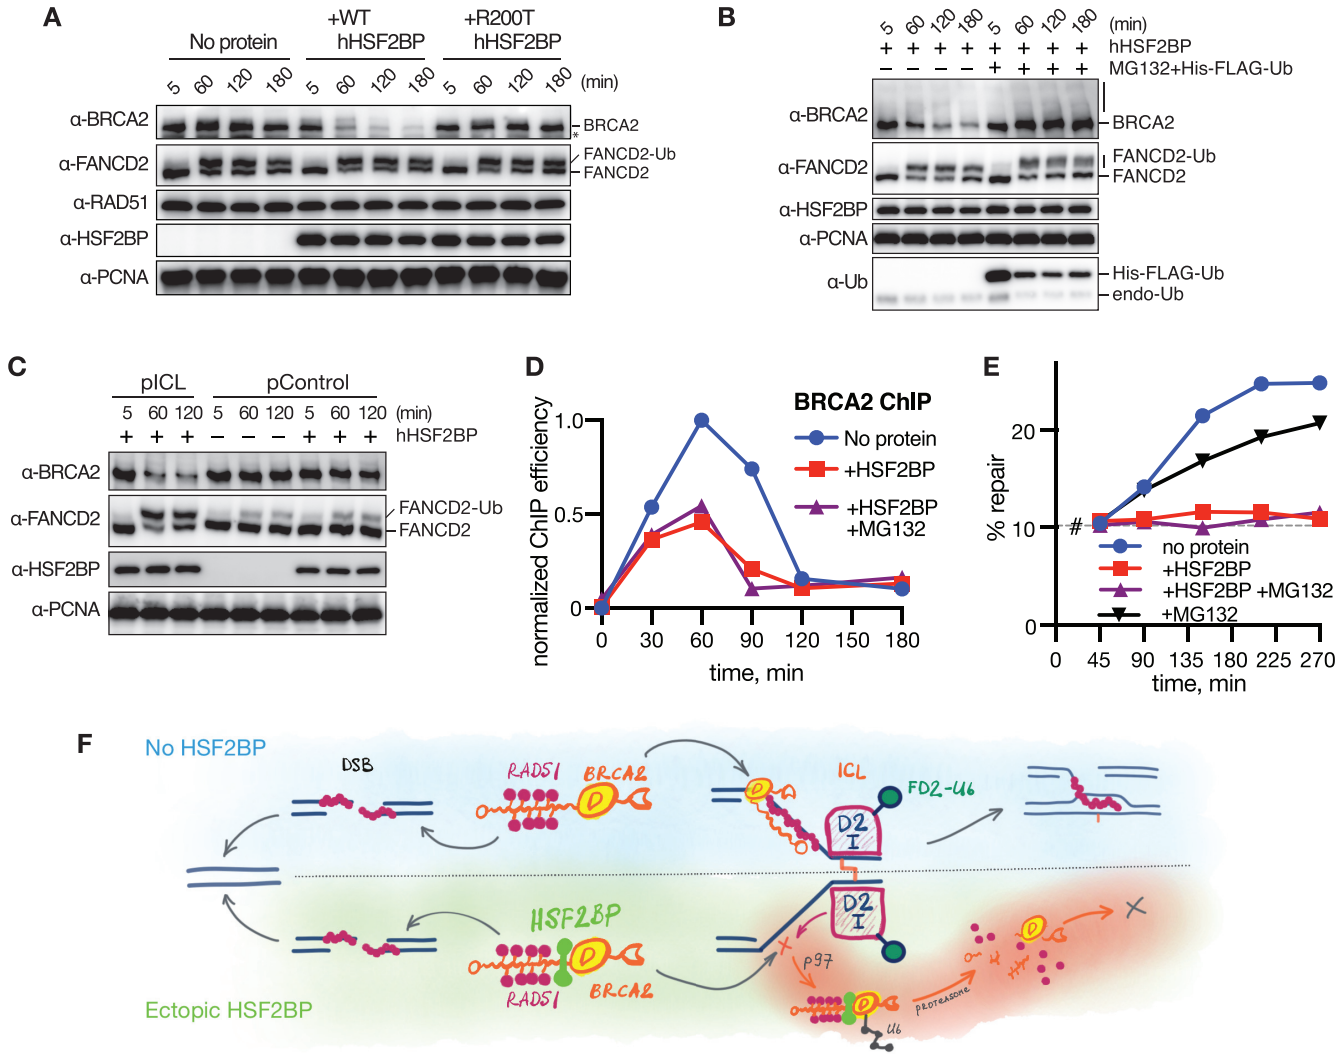 A
No protein
+WT
hHSF2BP
+R200T
hHSF2BP
5 60 120 180 5 60 120 180 5 60 120 180 (min)
α-BRCA2
BRCA2
*
α-FANCD2
FANCD2-Ub
FANCD2
α-RAD51
α-HSF2BP
α-PCNA
B
5 60 120 180 5 60 120 180 (min)
+ + + + + + + + hHSF2BP
− − − − + + + + MG132+His-FLAG-Ub
α-BRCA2
BRCA2
α-FANCD2
FANCD2-Ub
FANCD2
α-HSF2BP
α-PCNA
α-Ub
His-FLAG-Ub
endo-Ub
C
pICL pControl
5 60 120 5 60 120 5 60 120 (min)
+ + + − − − + + + hHSF2BP
α-BRCA2
α-FANCD2
FANCD2-Ub
FANCD2
α-HSF2BP
α-PCNA
D
BRCA2 ChIP
No protein
+HSF2BP
+HSF2BP
+MG132
normalized ChIP efficiency
1.0
0.5
0
0 30 60 90 120 150 180
time, min
E
% repair
20
10
0
#
no protein
+HSF2BP
+HSF2BP +MG132
+MG132
0 45 90 135 180 225 270
time, min
F
No HSF2BP
DSB
RAD51
BRCA2
D
D
ICL
D2
I
FD2-Ub
Ectopic HSF2BP
HSF2BP
RAD51
D
BRCA2
D2
I
p97
D
Ub
PROTEASOME
D